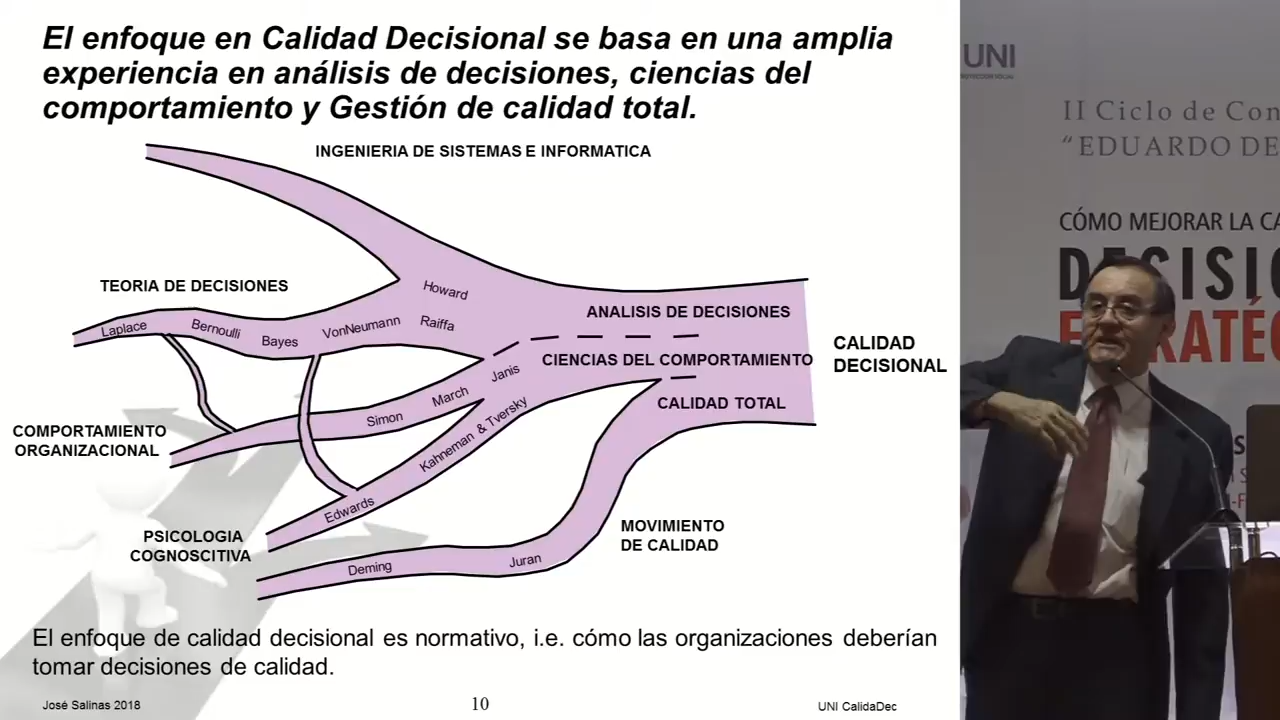 El enfoque en Calidad Decisional se basa en una amplia
experiencia en análisis de decisiones, ciencias del
comportamiento y Gestión de calidad total.
INGENIERIA DE SISTEMAS E INFORMATICA
TEORIA DE DECISIONES
Laplace
Bernoulli
Bayes
VonNeumann
Howard
Raiffa
ANALISIS DE DECISIONES
CIENCIAS DEL COMPORTAMIENTO
CALIDAD TOTAL
CALIDAD
DECISIONAL
Simon
March
Janis
COMPORTAMIENTO
ORGANIZACIONAL
Edwards
Kahneman & Tversky
PSICOLOGIA
COGNOSCITIVA
Deming
Juran
MOVIMIENTO
DE CALIDAD
El enfoque de calidad decisional es normativo, i.e. cómo las organizaciones deberían
tomar decisiones de calidad.
José Salinas 2018
10
UNI CalidaDec
UNI
II Ciclo de Con
“EDUARDO DE
CÓMO MEJORAR LA CA
DECISIO